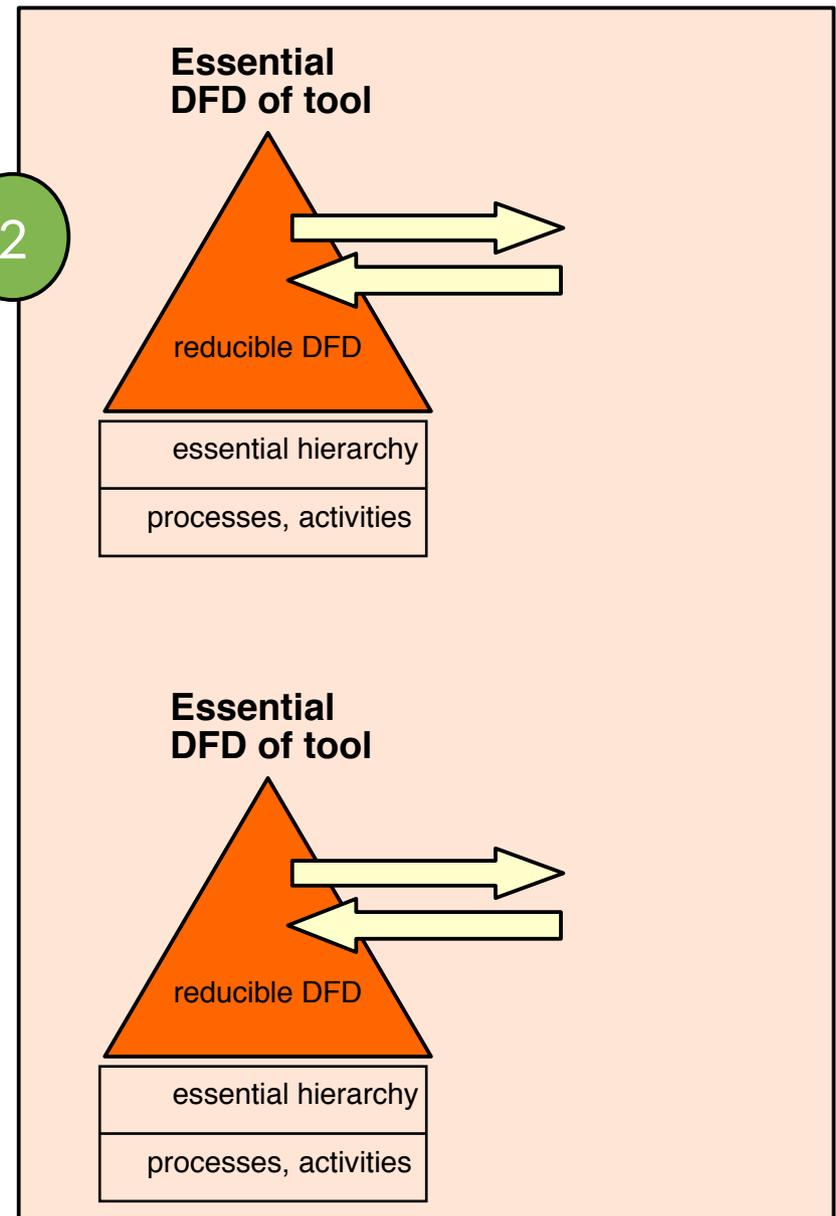 Essential
DFD of tool
2
reducible DFD
essential hierarchy
processes, activities
Essential
DFD of tool
reducible DFD
essential hierarchy
processes, activities